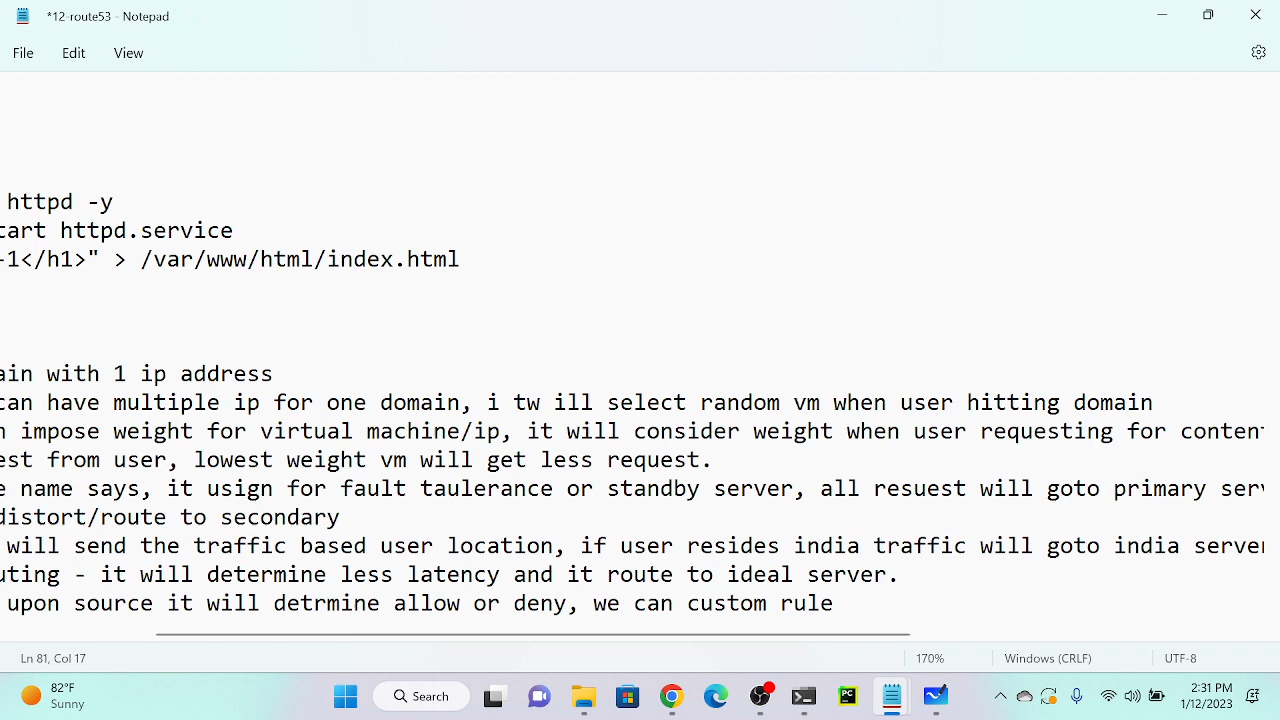 *12-route53 - Notepad
File Edit View
httpd -y
tart httpd.service
-1</h1>" > /var/www/html/index.html
ain with 1 ip address
can have multiple ip for one domain, i tw ill select random vm when user hitting domain
n impose weight for virtual machine/ip, it will consider weight when user requesting for content
est from user, lowest weight vm will get less request.
e name says, it usign for fault taulerance or standby server, all resuest will goto primary serv
distort/route to secondary
will send the traffic based user location, if user resides india traffic will goto india server
uting - it will determine less latency and it route to ideal server.
upon source it will detrmine allow or deny, we can custom rule
Ln 81, Col 17 170% Windows (CRLF) UTF-8
82°F
Sunny
Search
PC
2:31 PM
1/12/2023